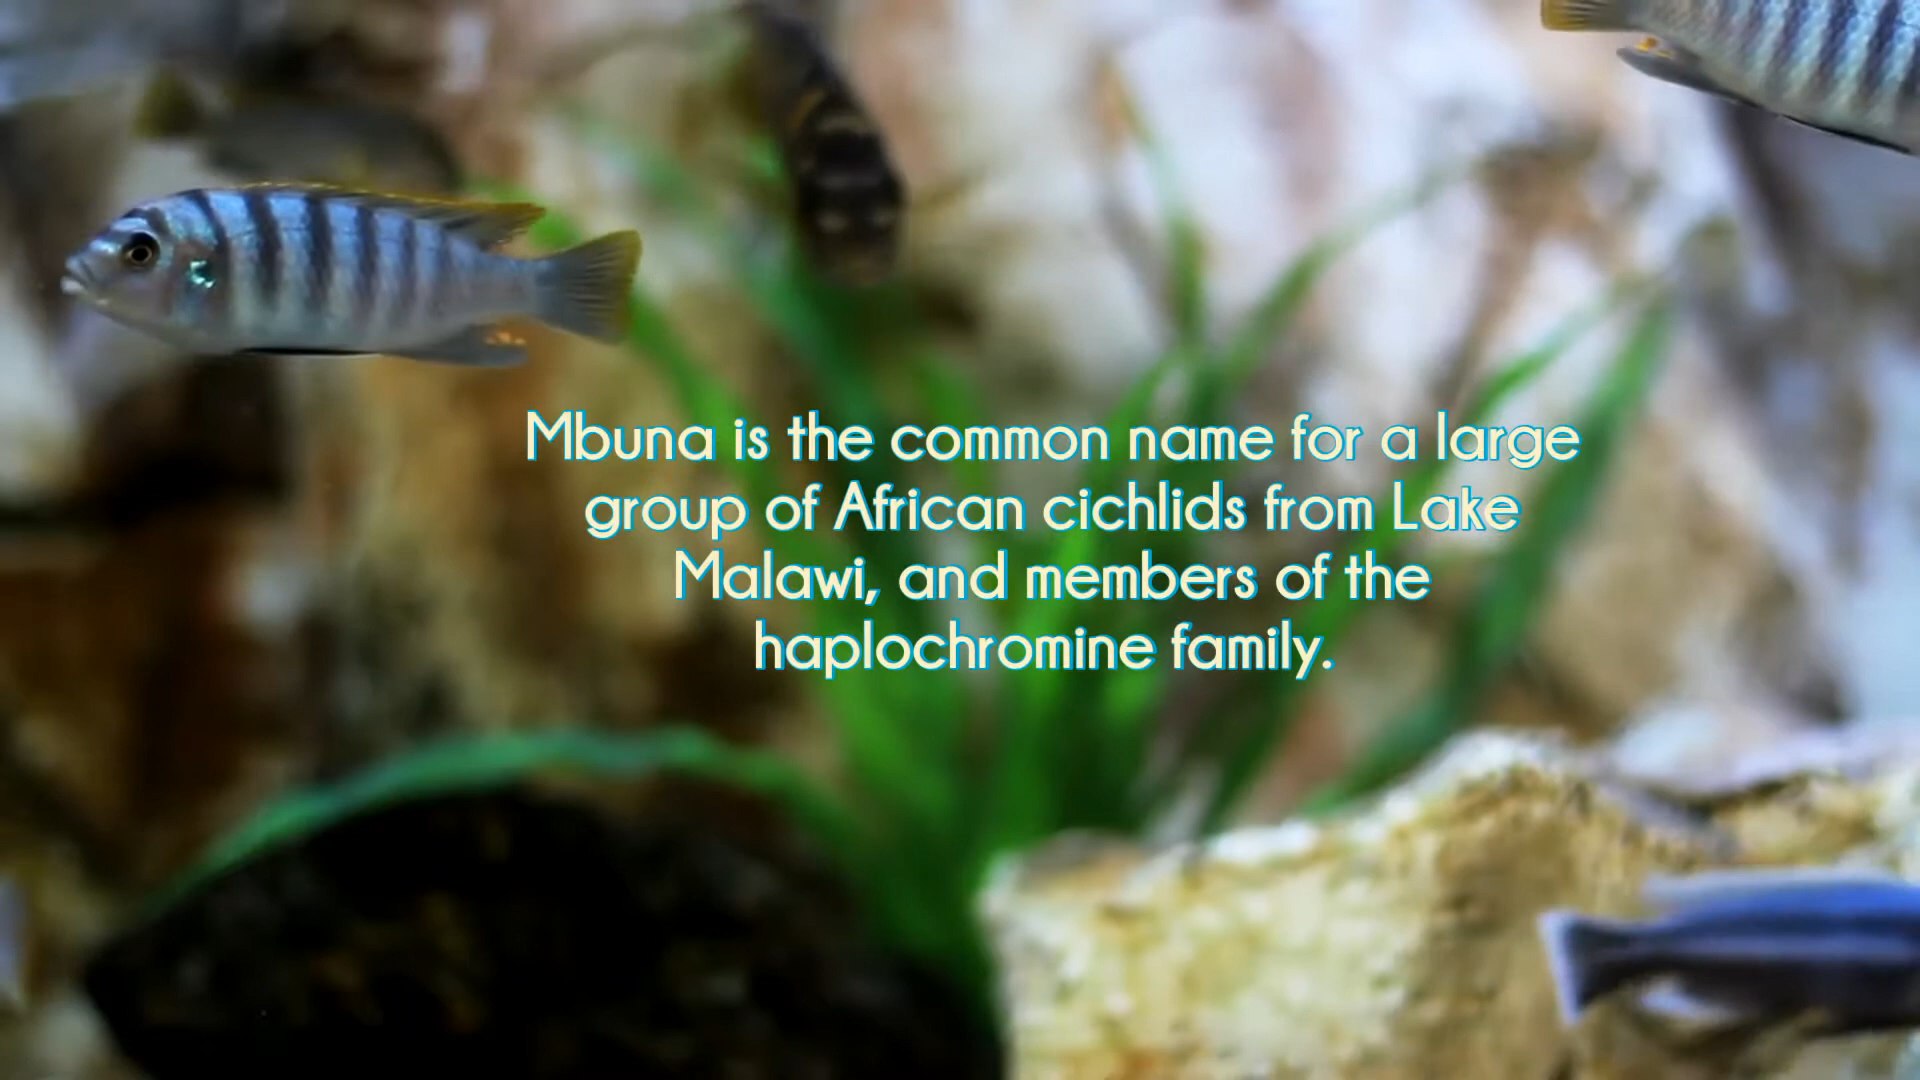 Mbuna is the common name for a large
group of African cichlids from Lake
Malawi, and members of the
haplochromine family.